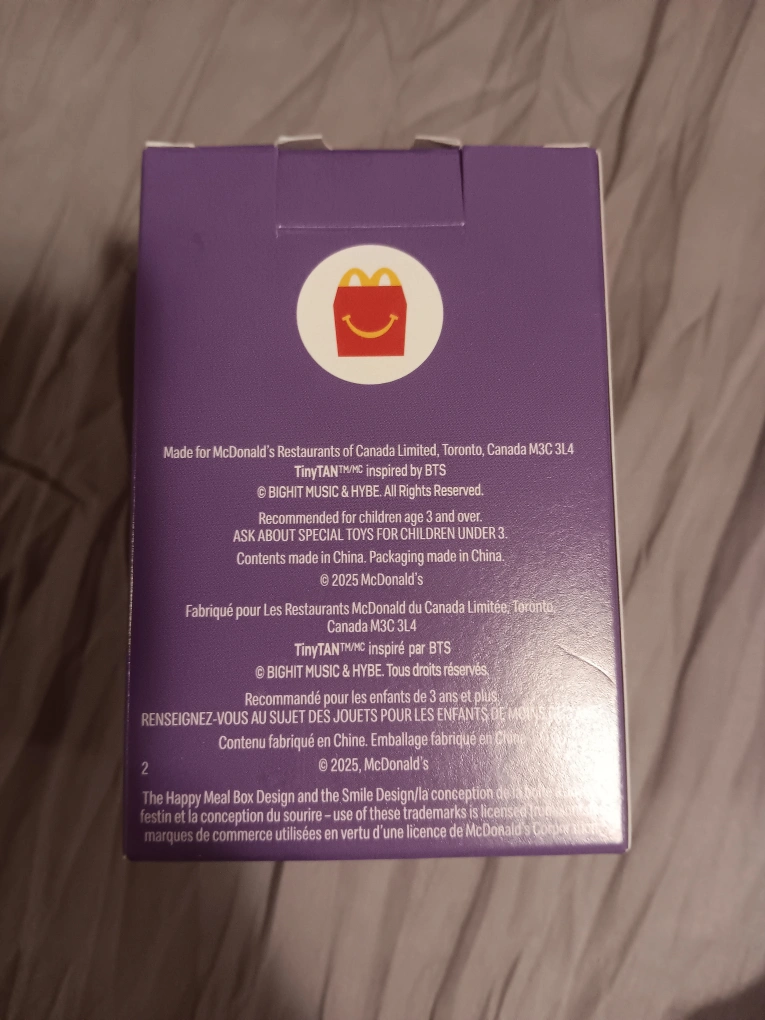 Made for McDonald's Restaurants of Canada Limited, Toronto, Canada M3C 3L4
TinyTAN™/MC inspired by BTS
© BIGHIT MUSIC & HYBE. All Rights Reserved.
Recommended for children age 3 and over.
ASK ABOUT SPECIAL TOYS FOR CHILDREN UNDER 3.
Contents made in China. Packaging made in China.
© 2025 McDonald's
Fabriqué pour Les Restaurants McDonald du Canada Limitée, Toronto,
Canada M3C 3L4
TinyTAN™/MC inspiré par BTS
© BIGHIT MUSIC & HYBE. Tous droits réservés.
Recommandé pour les enfants de 3 ans et plus.
RENSEIGNEZ-VOUS AU SUJET DES JOUETS POUR LES ENFANTS DE MOINS
Contenu fabriqué en Chine. Emballage fabriqué en Chine.
© 2025, McDonald's
2
The Happy Meal Box Design and the Smile Design/la conception de la boîte
festin et la conception du sourire – use of these trademarks is licensed
marques de commerce utilisées en vertu d'une licence de McDonald's Corporation